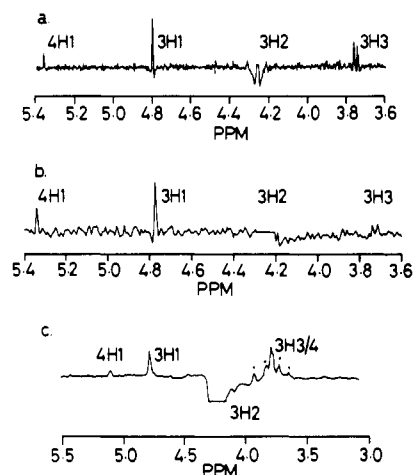 a.
4H1 3H1 3H2 3H3
5.4 5.2 5.0 4.8 4.6 4.4 4.2 4.0 3.8 3.6
PPM
b.
4H1 3H1 3H2 3H3
5.4 5.2 5.0 4.8 4.6 4.4 4.2 4.0 3.8 3.6
PPM
c.
3H3/4
4H1 3H1
3H2
5.5 5.0 4.5 4.0 3.5 3.0
PPM